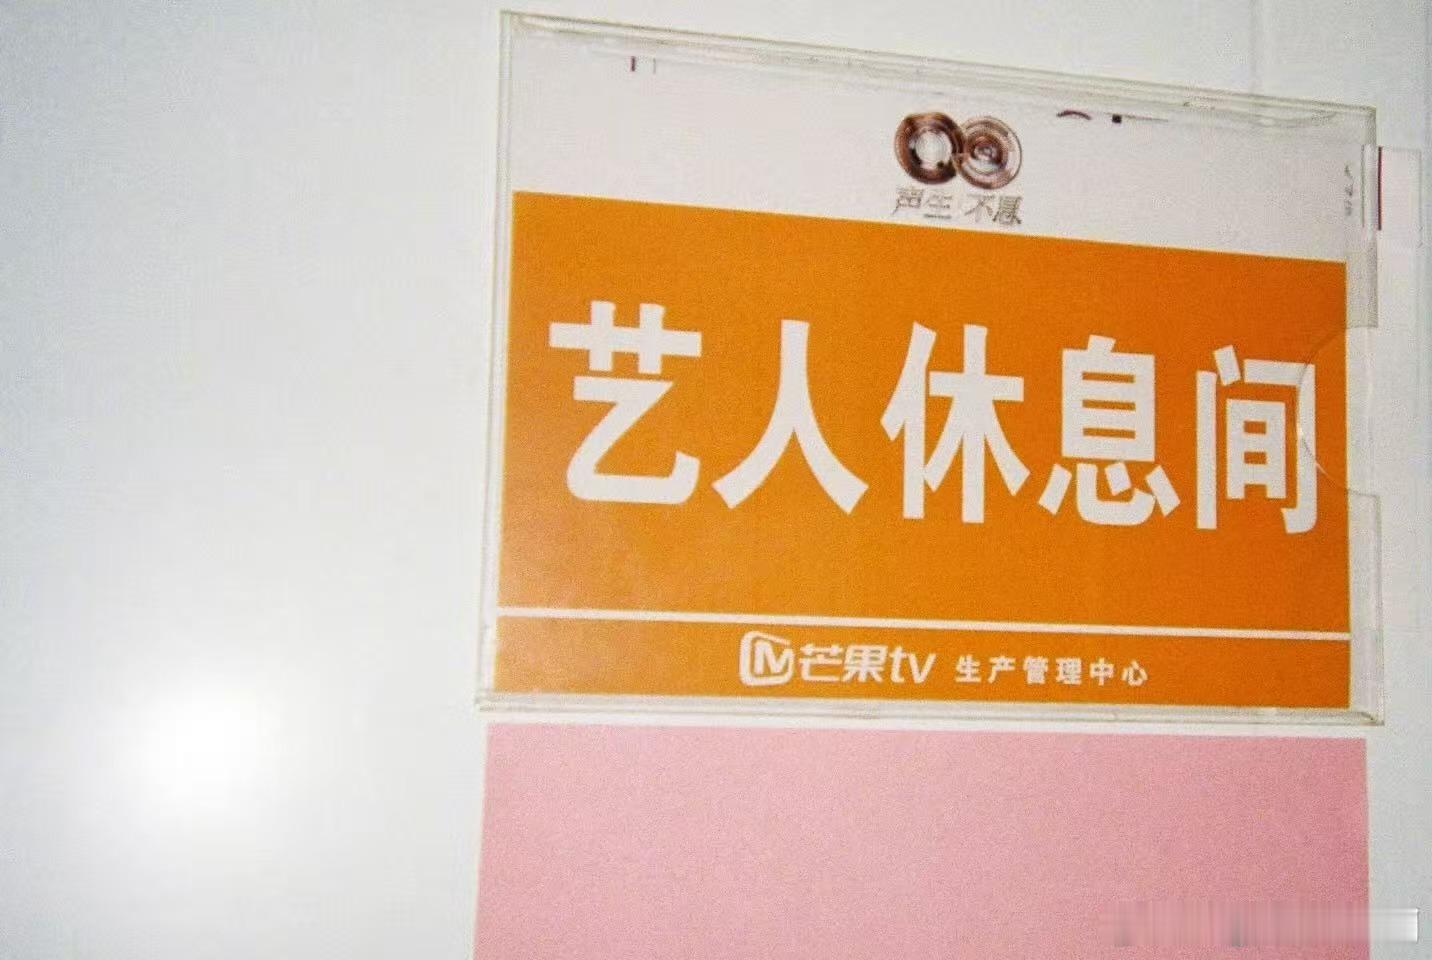 声生不息
艺人休息间
芒果tv 生产管理中心